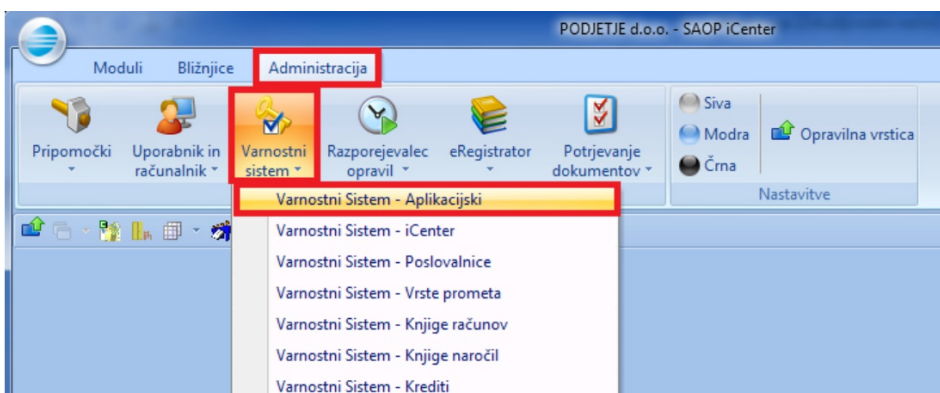 PODJETJE d.o.o. - SAOP iCenter
Moduli Bližnjice Administracija
Pripomočki
Uporabnik in računalnik
Varnostni sistem
Razporejevalec opravil
eRegistrator
Potrjevanje dokumentov
Siva
Modra
Črna
Opravilna vrstica
Nastavitve
Varnostni Sistem - Aplikacijski
Varnostni Sistem - iCenter
Varnostni Sistem - Poslovalnice
Varnostni Sistem - Vrste prometa
Varnostni Sistem - Knjige računov
Varnostni Sistem - Knjige naročil
Varnostni Sistem - Krediti